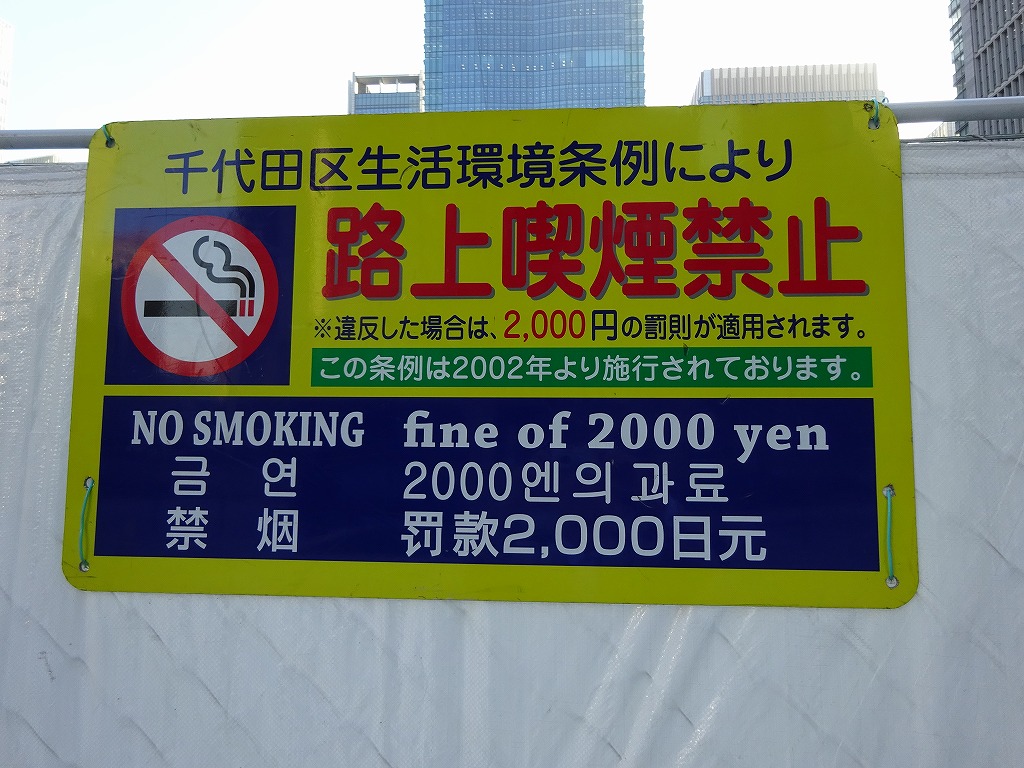 千代田区生活環境条例により
路上喫煙禁止
※違反した場合は、2,000円の罰則が適用されます。
この条例は2002年より施行されております。
NO SMOKING fine of 2000 yen
금 연 2000엔의 과료
禁 烟 罚款2,000日元